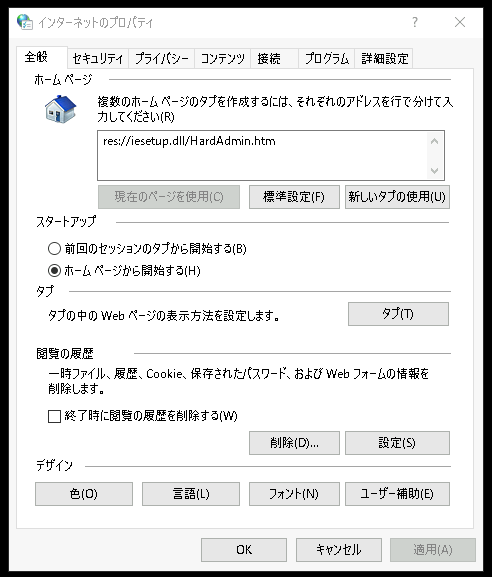 インターネットのプロパティ
全般 セキュリティ プライバシー コンテンツ 接続 プログラム 詳細設定
ホーム ページ
複数のホーム ページのタブを作成するには、それぞれのアドレスを行で分けて入
力してください(R)
res://iesetup.dll/HardAdmin.htm
現在のページを使用(C) 標準設定(F) 新しいタブの使用(U)
スタートアップ
前回のセッションのタブから開始する(B)
ホーム ページから開始する(H)
タブ
タブの中の Web ページの表示方法を設定します。 タブ(T)
閲覧の履歴
一時ファイル、履歴、Cookie、保存されたパスワード、および Web フォームの情報を
削除します。
終了時に閲覧の履歴を削除する(W)
削除(D)... 設定(S)
デザイン
色(O) 言語(L) フォント(N) ユーザー補助(E)
OK キャンセル 適用(A)